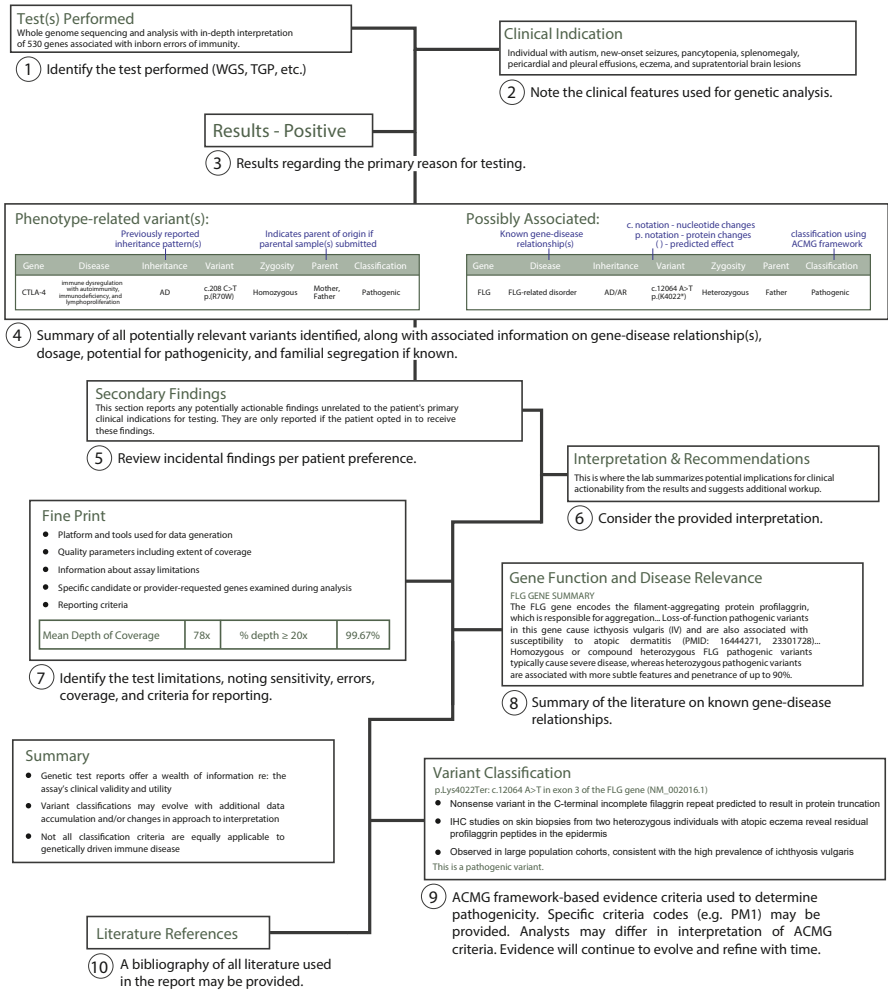 Test(s) Performed
Whole genome sequencing and analysis with in-depth interpretation
of 530 genes associated with inborn errors of immunity.
1 Identify the test performed (WGS, TGP, etc.)
Clinical Indication
Individual with autism, new-onset seizures, pancytopenia, splenomegaly,
pericardial and pleural effusions, eczema, and supratentorial brain lesions
2 Note the clinical features used for genetic analysis.
Results - Positive
3 Results regarding the primary reason for testing.
Phenotype-related variant(s):
Previously reported
inheritance pattern(s)
Indicates parent of origin if
parental sample(s) submitted
Gene Disease Inheritance Variant Zygosity Parent Classification
CTLA-4
immune dysregulation
with autoimmunity,
immunodeficiency, and
lymphoproliferation
AD
c.208 C>T
p.(R70W)
Homozygous
Mother,
Father
Pathogenic
Possibly Associated:
Known gene-disease
relationship(s)
c. notation - nucleotide changes
p. notation - protein changes
( ) - predicted effect
classification using
ACMG framework
Gene Disease Inheritance Variant Zygosity Parent Classification
FLG
FLG-related disorder
AD/AR
c.12064 A>T
p.(K4022*)
Heterozygous
Father
Pathogenic
4 Summary of all potentially relevant variants identified, along with associated information on gene-disease relationship(s),
dosage, potential for pathogenicity, and familial segregation if known.
Secondary Findings
This section reports any potentially actionable findings unrelated to the patient's primary
clinical indications for testing. They are only reported if the patient opted in to receive
these findings.
5 Review incidental findings per patient preference.
Interpretation & Recommendations
This is where the lab summarizes potential implications for clinical
actionability from the results and suggests additional workup.
6 Consider the provided interpretation.
Fine Print
• Platform and tools used for data generation
• Quality parameters including extent of coverage
• Information about assay limitations
• Specific candidate or provider-requested genes examined during analysis
• Reporting criteria
Mean Depth of Coverage 78x % depth ≥ 20x 99.67%
7 Identify the test limitations, noting sensitivity, errors,
coverage, and criteria for reporting.
Gene Function and Disease Relevance
FLG GENE SUMMARY
The FLG gene encodes the filament-aggregating protein profilaggrin,
which is responsible for aggregation... Loss-of-function pathogenic variants
in this gene cause icthyosis vulgaris (IV) and are also associated with
susceptibility to atopic dermatitis (PMID: 16444271, 23301728)...
Homozygous or compound heterozygous FLG pathogenic variants
typically cause severe disease, whereas heterozygous pathogenic variants
are associated with more subtle features and penetrance of up to 90%.
8 Summary of the literature on known gene-disease
relationships.
Summary
• Genetic test reports offer a wealth of information re: the
assay's clinical validity and utility
• Variant classifications may evolve with additional data
accumulation and/or changes in approach to interpretation
• Not all classification criteria are equally applicable to
genetically driven immune disease
Variant Classification
p.Lys4022Ter: c.12064 A>T in exon 3 of the FLG gene (NM_002016.1)
• Nonsense variant in the C-terminal incomplete filaggrin repeat predicted to result in protein truncation
• IHC studies on skin biopsies from two heterozygous individuals with atopic eczema reveal residual
profilaggrin peptides in the epidermis
• Observed in large population cohorts, consistent with the high prevalence of ichthyosis vulgaris
This is a pathogenic variant.
9 ACMG framework-based evidence criteria used to determine
pathogenicity. Specific criteria codes (e.g. PM1) may be
provided. Analysts may differ in interpretation of ACMG
criteria. Evidence will continue to evolve and refine with time.
Literature References
10 A bibliography of all literature used
in the report may be provided.